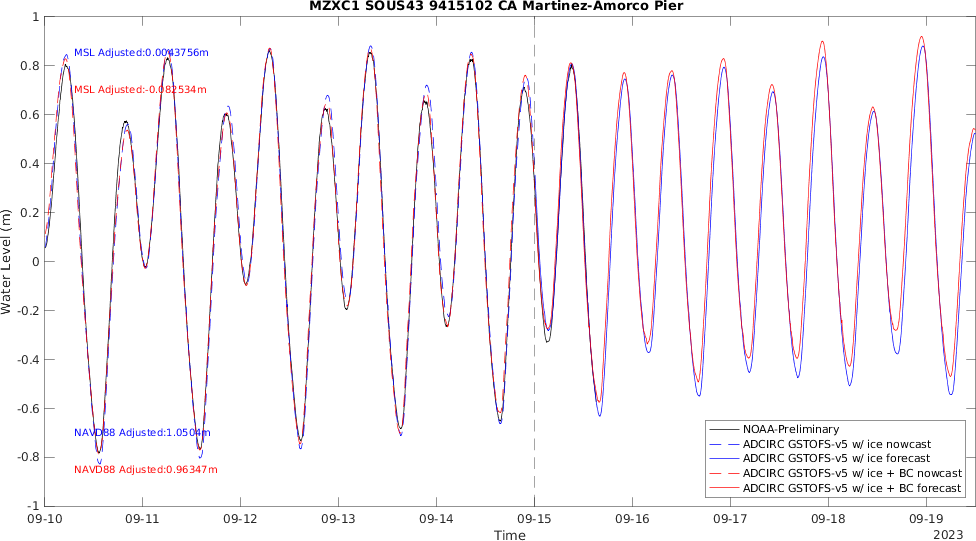 MZXC1 SOUS43 9415102 CA Martinez-Amorco Pier
MSL Adjusted:0.0043756m
MSL Adjusted:-0.082534m
NAVD88 Adjusted:1.0504m
NAVD88 Adjusted:0.96347m
Water Level (m)
1
0.8
0.6
0.4
0.2
0
-0.2
-0.4
-0.6
-0.8
-1
NOAA-Preliminary
ADCIRC GSTOFS-v5 w/ ice nowcast
ADCIRC GSTOFS-v5 w/ ice forecast
ADCIRC GSTOFS-v5 w/ ice + BC nowcast
ADCIRC GSTOFS-v5 w/ ice + BC forecast
09-10 09-11 09-12 09-13 09-14 09-15 09-16 09-17 09-18 09-19
Time
2023